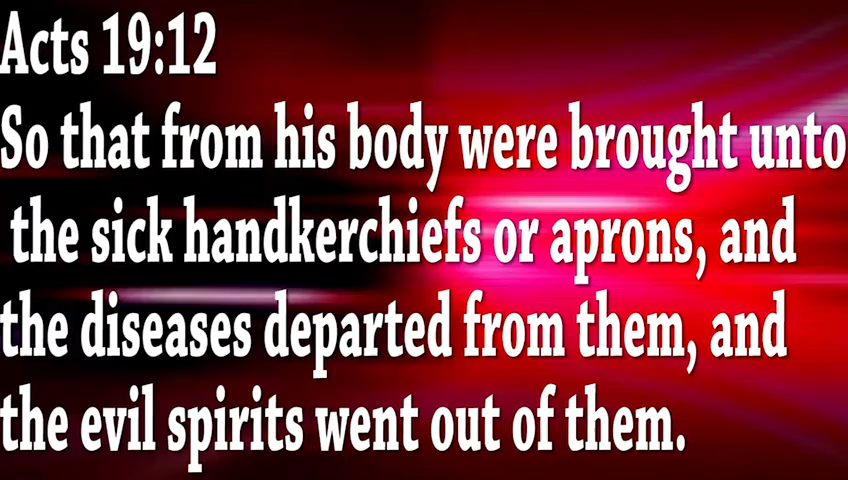 Acts 19:12
So that from his body were brought unto
the sick handkerchiefs or aprons, and
the diseases departed from them, and
the evil spirits went out of them.